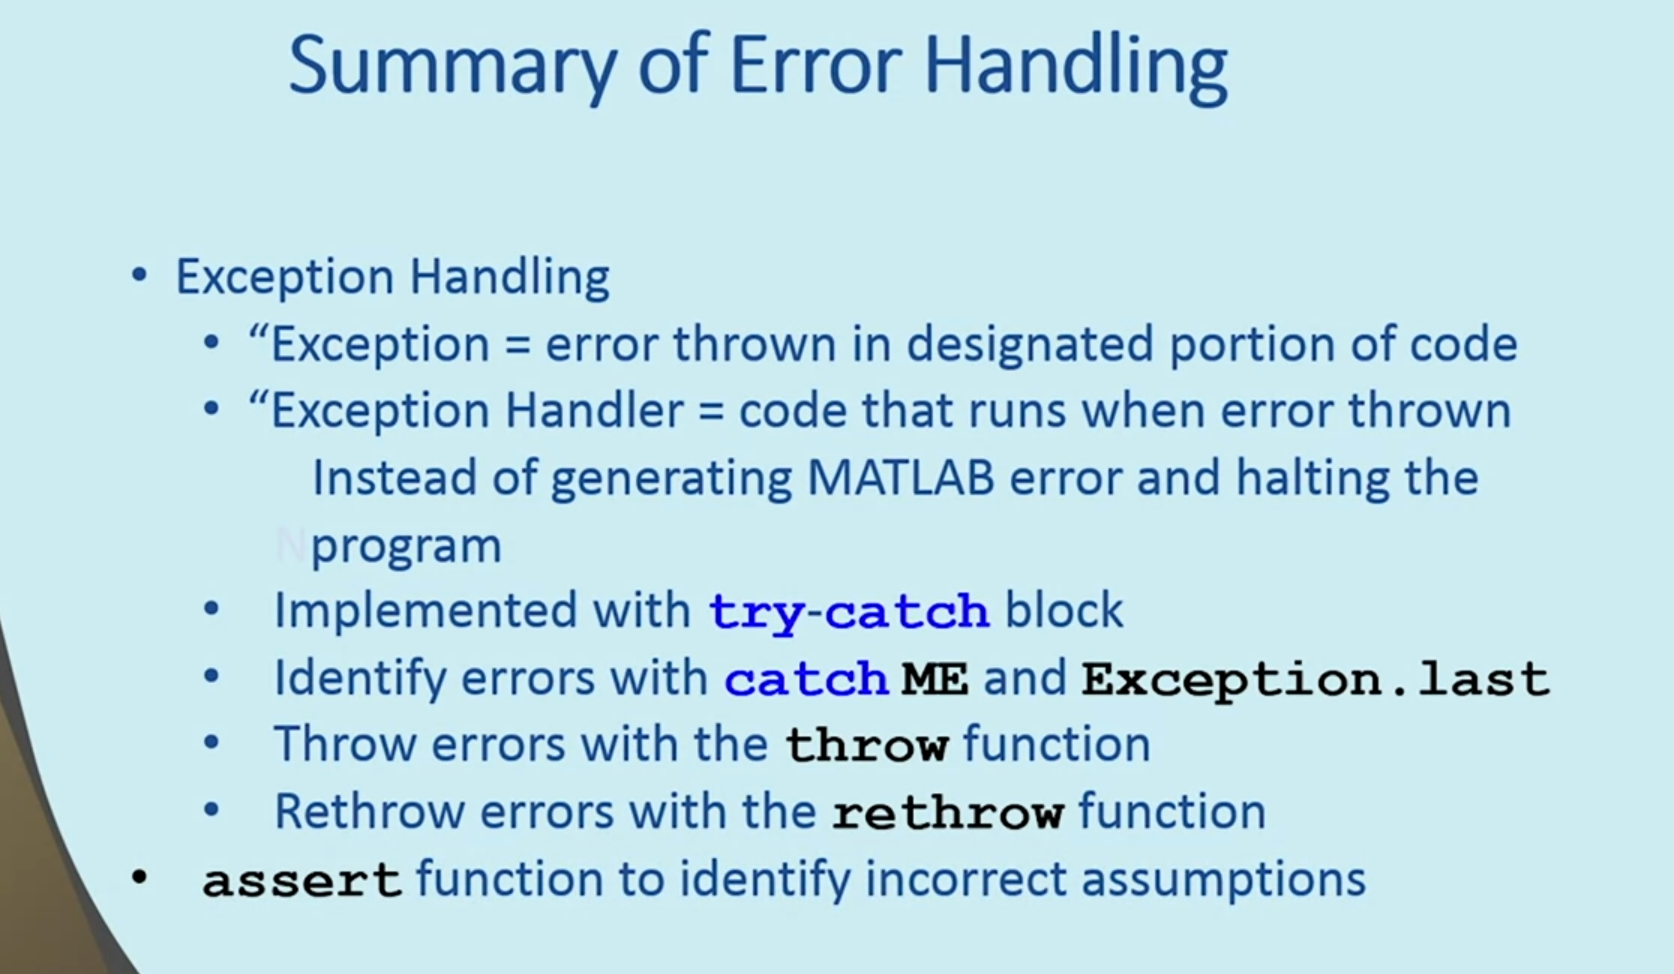 Summary of Error Handling
• Exception Handling
• “Exception = error thrown in designated portion of code
• “Exception Handler = code that runs when error thrown
Instead of generating MATLAB error and halting the
Nprogram
• Implemented with try-catch block
• Identify errors with catch ME and Exception.last
• Throw errors with the throw function
• Rethrow errors with the rethrow function
• assert function to identify incorrect assumptions